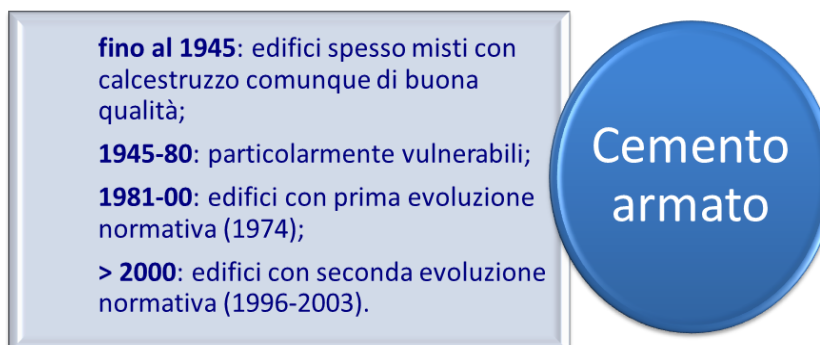 fino al 1945: edifici spesso misti con
calcestruzzo comunque di buona
qualità;
1945-80: particolarmente vulnerabili;
1981-00: edifici con prima evoluzione
normativa (1974);
> 2000: edifici con seconda evoluzione
normativa (1996-2003).
Cemento
armato